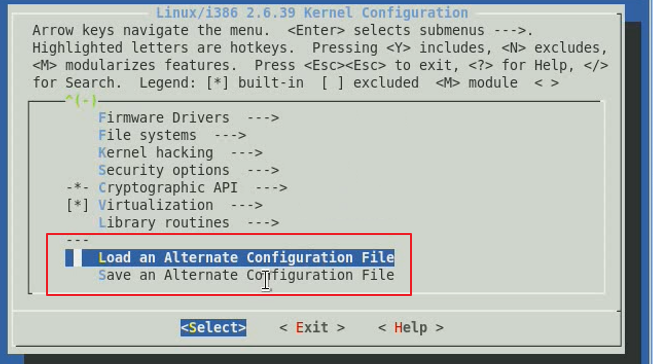 Linux/i386 2.6.39 Kernel Configuration
Arrow keys navigate the menu.  <Enter> selects submenus --->.
Highlighted letters are hotkeys.  Pressing <Y> includes, <N> excludes,
<M> modularizes features.  Press <Esc><Esc> to exit, <?> for Help, </>
for Search.  Legend: [*] built-in  [ ] excluded  <M> module  < >
^(-)
Firmware Drivers  --->
File systems  --->
Kernel hacking  --->
Security options  --->
-*- Cryptographic API  --->
[*] Virtualization  --->
Library routines  --->
---
Load an Alternate Configuration File
Save an Alternate Configuration File
<Select>    < Exit >    < Help >